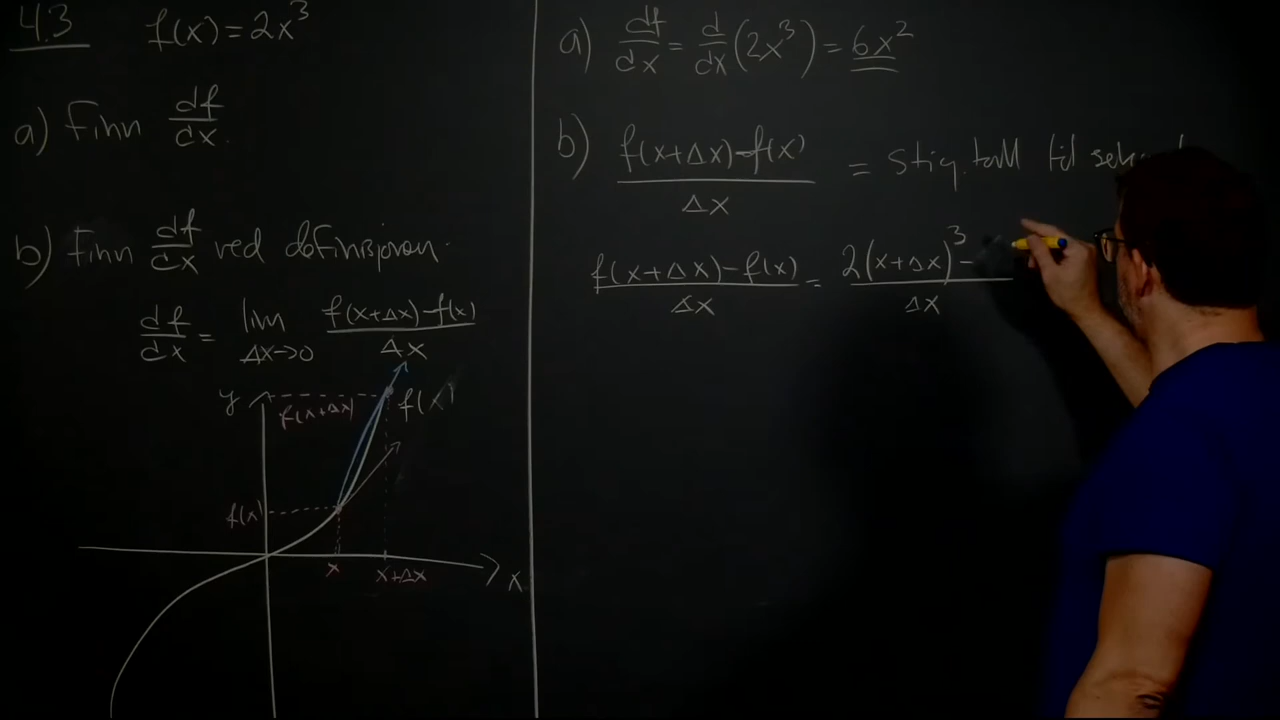 4.3 f(x) = 2x³
a) Finn df/dx.
b) Finn df/dx ved definisjonen.
df/dx = lim Δx→0 (f(x+Δx)-f(x))/Δx
y
f(x+Δx)
f(x)
f(x)
x
x+Δx
x
a) df/dx = d/dx (2x³) = 6x²
b) (f(x+Δx)-f(x))/Δx = Stig.tall til
(f(x+Δx)-f(x))/Δx = (2(x+Δx)³ -)/Δx